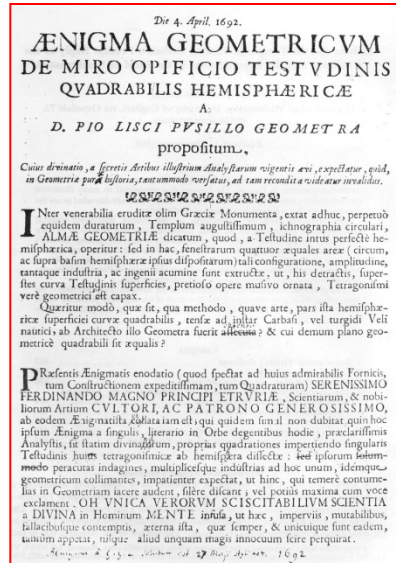 Die 4. April. 1692.
ÆNIGMA GEOMETRICVM
DE MIRO OPIFICIO TESTVDINIS
QVADRABILIS HEMISPHÆRICÆ
A
D. PIO LISCI PVSILLO GEOMETRA
propositum.
Cuius divinatio, a secretis Artibus illustrium Analystarum vigentis ævi, expectatur, quòd,
in Geometriæ puræ historia, tantummodo versatus, ad tam recondita videatur invalidus.
INter venerabilia eruditæ olim Græciæ Monumenta, extat adhuc, perpetuò
equidem duraturum, Templum augustissimum, ichnographia circulari,
ALMÆ GEOMETRIÆ dicatum, quod, a Testudine intus perfectè he-
misphærica, operitur: sed in hac, fenestrarum quatuor æquales areæ (circum,
ac supra basim hemisphæræ ipsius dispositarum) tali configuratione, amplitudine,
tantaque industria, ac ingenii acumine sunt extructæ, ut, his detractis, super-
stes curva Testudinis superficies, pretioso opere musivo ornata, Tetragonismi
verè geometrici est capax.
Quæritur modò, quæ sit, qua methodo, quave arte, pars ista hemisphæ-
ricæ superficiei curvæ quadrabilis, tensæ ad instar Carbasi, vel turgidi Veli
nautici, ab Architecto illo Geometra fuerit assecuta? & cui demum plano geo-
metricè quadrabili sit æqualis?
PRæsentis Ænigmatis enodatio (quod spectat ad huius admirabilis Fornicis,
tum Constructionem expeditissimam, tum Quadraturam) SERENISSIMO
FERDINANDO MAGNO PRINCIPI ETRVRIÆ, Scientiarum, & nobi-
liorum Artium CVLTORI, AC PATRONO GENEROSISSIMO,
ab eodem Ænigmatista, oblata iam est; qui quidem simul non dubitat quin hoc
ipsum Ænigma a singulis, literario in Orbe degentibus hodie, præclarissimis
Analystis, sit statim divinandum, proprias quadrationes impertiendo singularis
Testudinis huius tetragonismicæ ab hemisphæra dissectæ: sed ipsorum solum-
modo peracutas indagines, multiplicesque industrias ad hoc unum, idemque
geometricum collimantes, impatienter expectat, ut hinc, qui temerè contume-
lias in Geometriam iacere audent, silere discant; vel potius maxima cum voce
exclament. OH VNICA VERORVM SCISCITABILIVM SCIENTIA
a DIVINA in Hominum MENTE infusa, ut hæc, imperviis, mutabilibus,
fallacibusque contemptis, æterna ista, quæ semper, & unicuique sunt eadem,
tantùm appetat, nilque aliud unquam magis innocuum scire perquirat.
1692